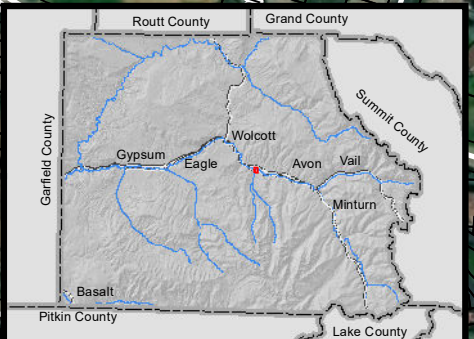 Routt County
Grand County
Summit County
Garfield County
Wolcott
Gypsum
Eagle
Avon
Vail
Minturn
Basalt
Pitkin County
Lake County